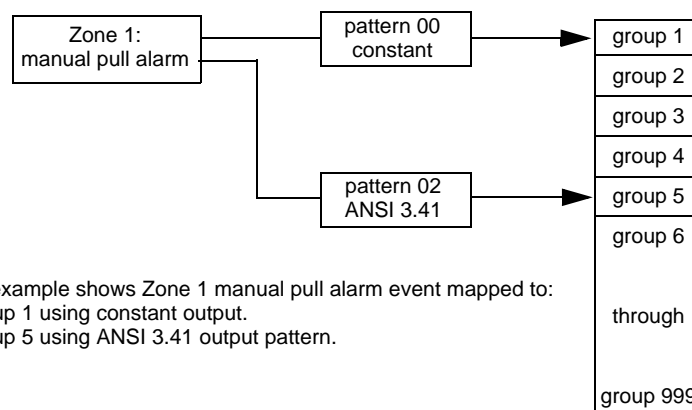 Zone 1:
manual pull alarm
pattern 00
constant
pattern 02
ANSI 3.41
group 1
group 2
group 3
group 4
group 5
group 6
through
group 999
example shows Zone 1 manual pull alarm event mapped to:
up 1 using constant output.
up 5 using ANSI 3.41 output pattern.